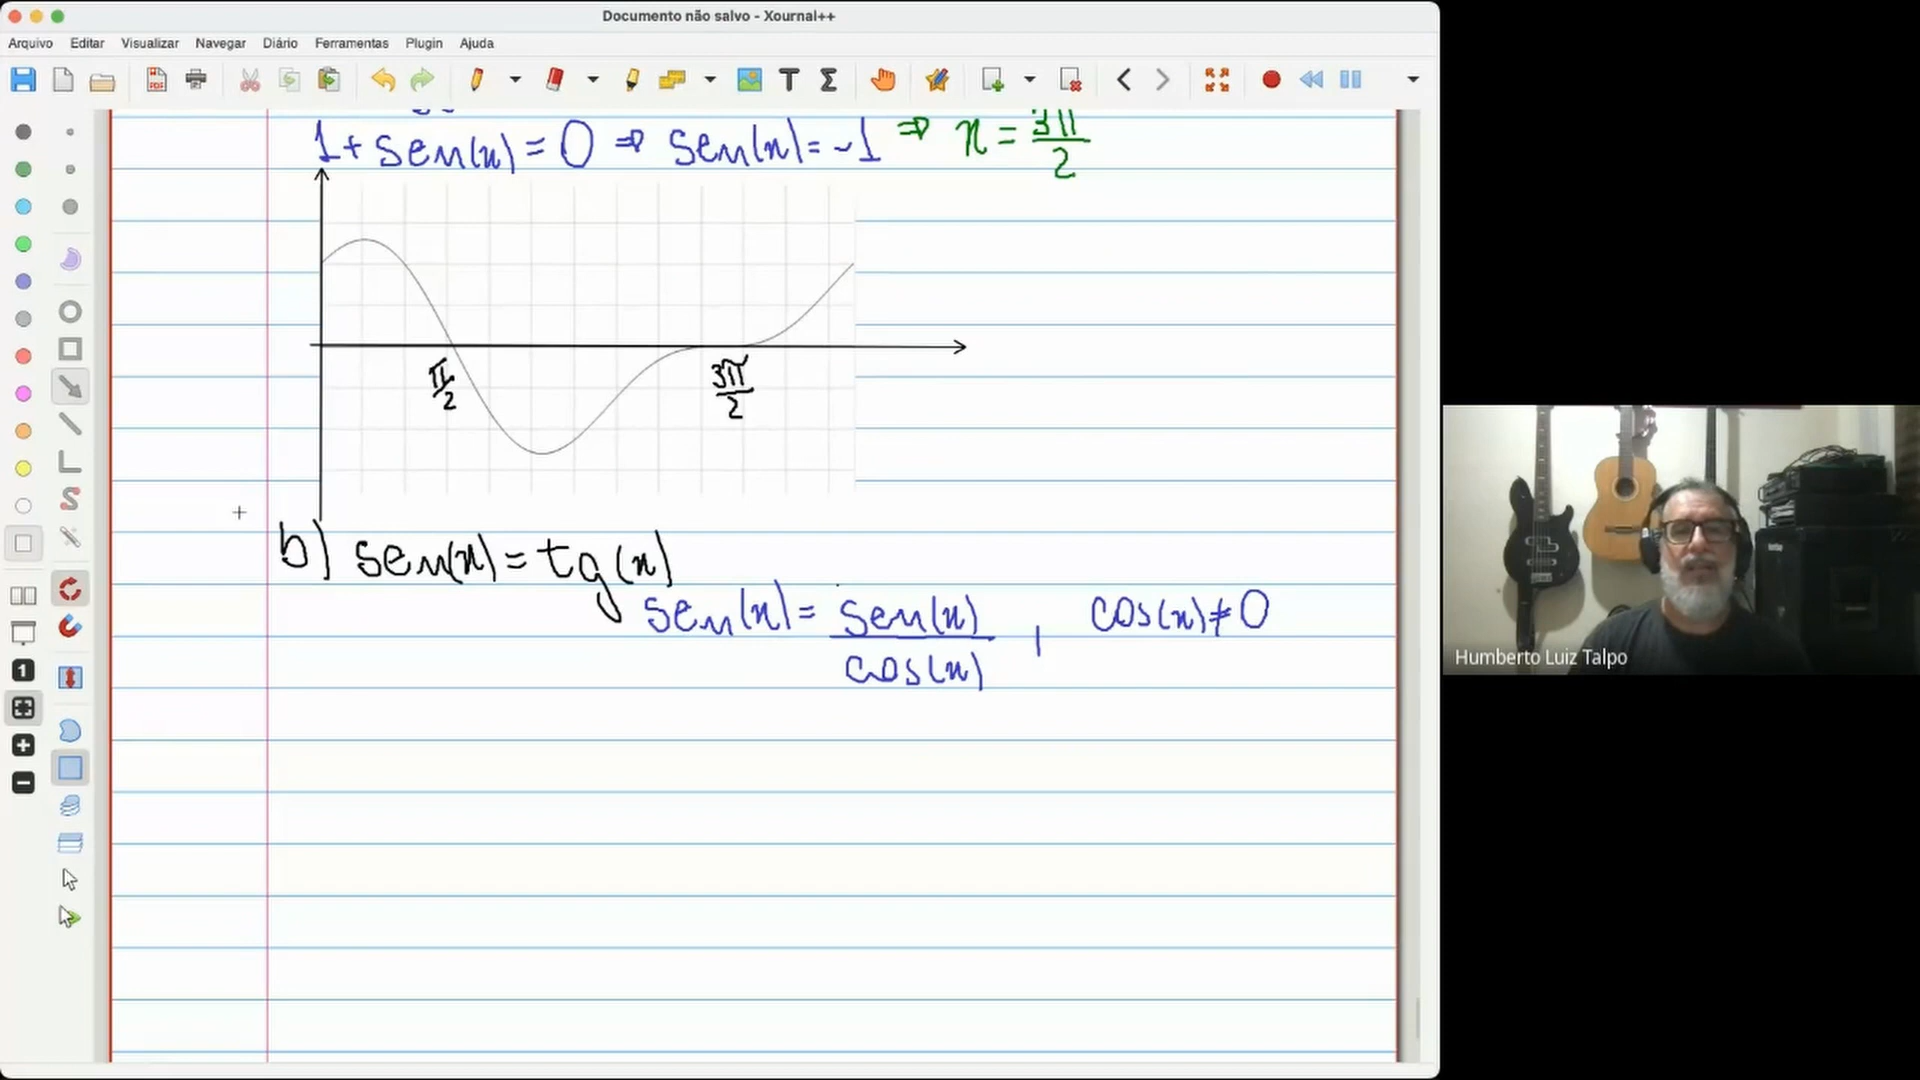 Documento não salvo - Xournal++
Arquivo Editar Visualizar Navegar Diário Ferramentas Plugin Ajuda
1 + sen(x) = 0 ⇒ sen(x) = -1 ⇒ x = 3π/2
π/2
3π/2
b) sen(x) = tg(x)
sen(x) = sen(x)/cos(x) , cos(x) ≠ 0
Humberto Luiz Talpo